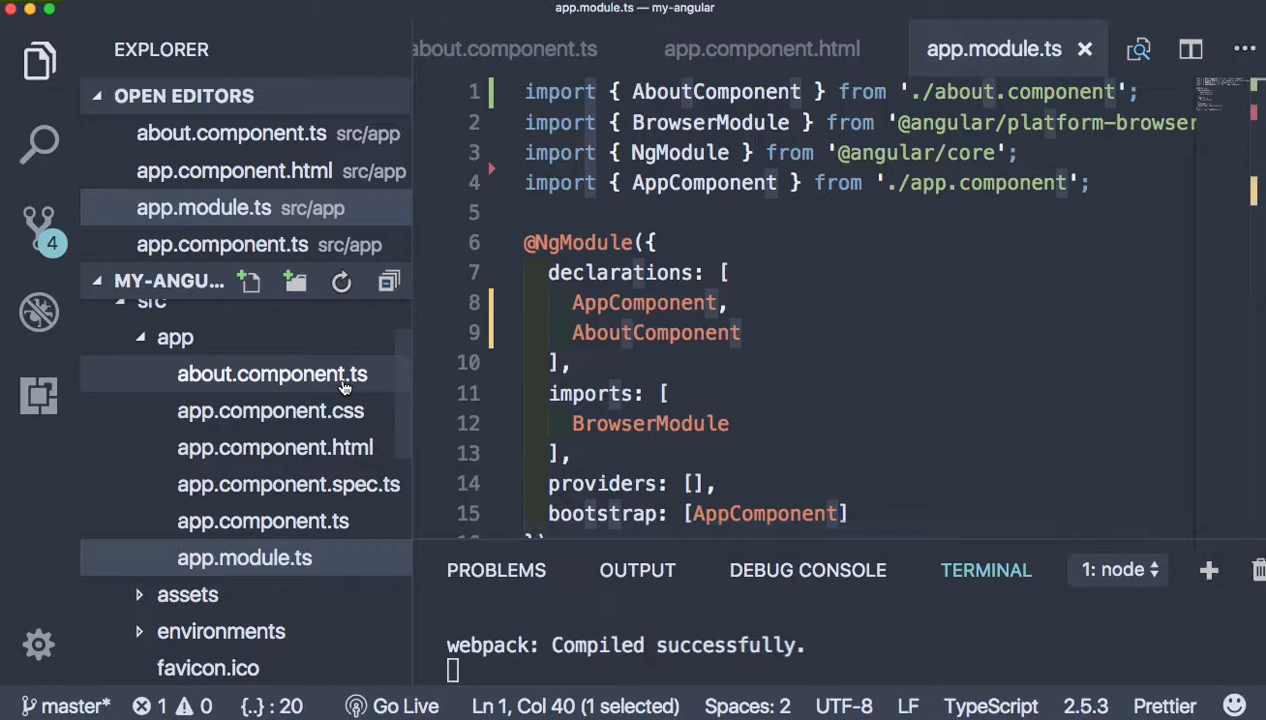 app.module.ts — my-angular
EXPLORER
about.component.ts
app.component.html
app.module.ts
OPEN EDITORS
about.component.ts src/app
app.component.html src/app
app.module.ts src/app
app.component.ts src/app
4
MY-ANGU...
src
app
about.component.ts
app.component.css
app.component.html
app.component.spec.ts
app.component.ts
app.module.ts
assets
environments
favicon.ico
1 import { AboutComponent } from './about.component';
2 import { BrowserModule } from '@angular/platform-browser
3 import { NgModule } from '@angular/core';
4 import { AppComponent } from './app.component';
5
6 @NgModule({
7 declarations: [
8 AppComponent,
9 AboutComponent
10 ],
11 imports: [
12 BrowserModule
13 ],
14 providers: [],
15 bootstrap: [AppComponent]
16 })
PROBLEMS OUTPUT DEBUG CONSOLE TERMINAL 1: node
webpack: Compiled successfully.
master* 1 0 {..} : 20 Go Live Ln 1, Col 40 (1 selected) Spaces: 2 UTF-8 LF TypeScript 2.5.3 Prettier